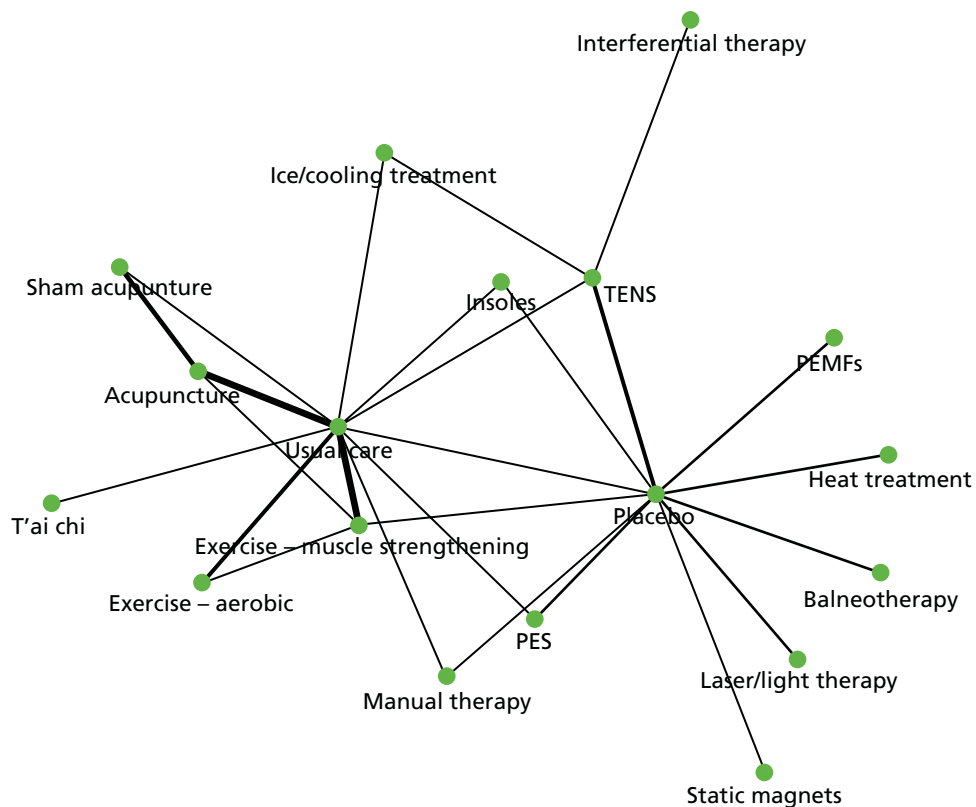 Interferential therapy
Ice/cooling treatment
Sham acupunture
Insoles
TENS
PEMFs
Acupuncture
Usual care
Heat treatment
Placebo
T'ai chi
Exercise – muscle strengthening
Exercise – aerobic
Balneotherapy
PES
Laser/light therapy
Manual therapy
Static magnets